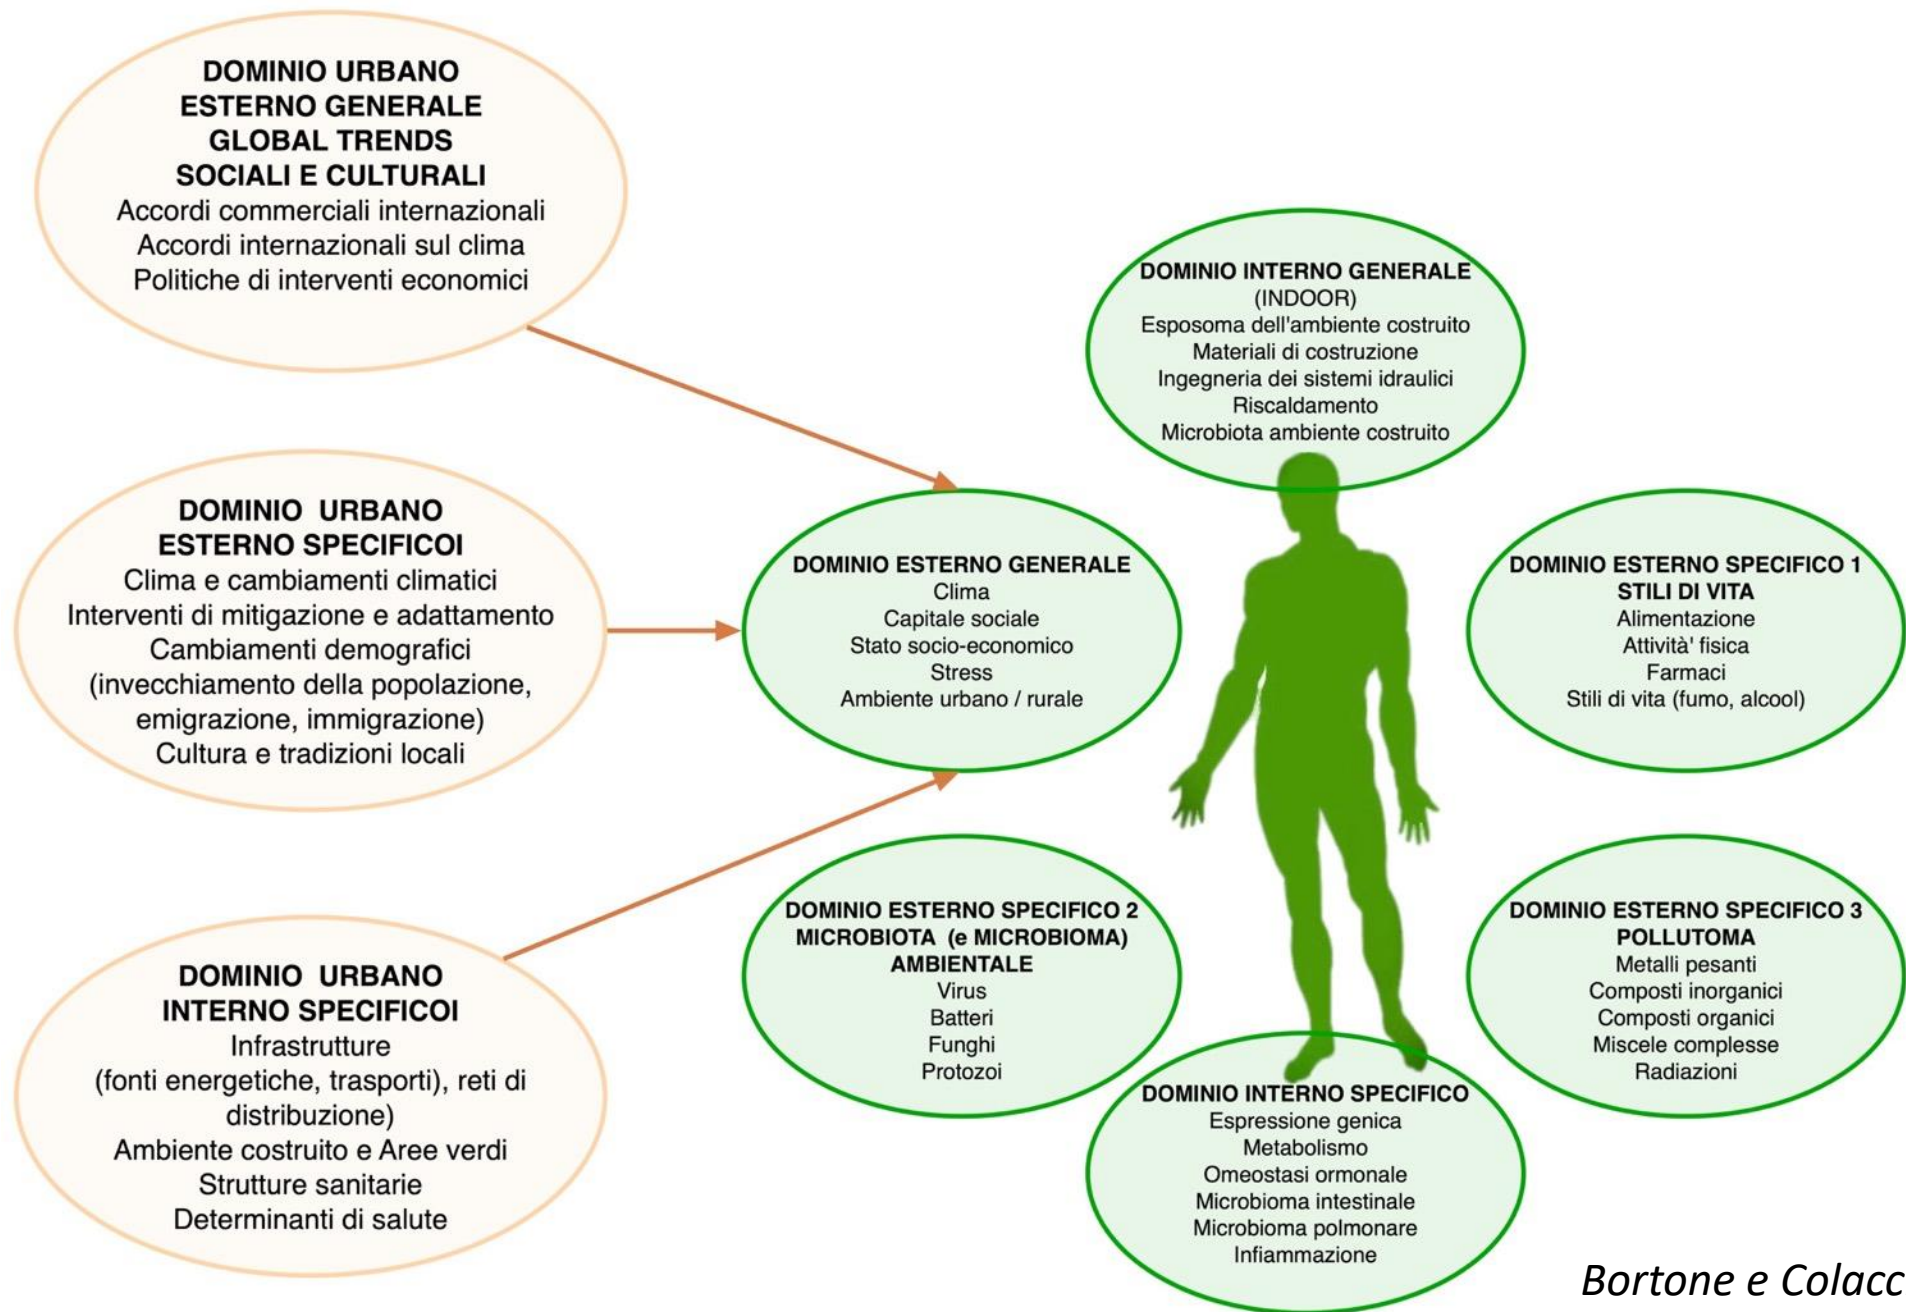 DOMINIO URBANO
ESTERNO GENERALE
GLOBAL TRENDS
SOCIALI E CULTURALI
Accordi commerciali internazionali
Accordi internazionali sul clima
Politiche di interventi economici
DOMINIO URBANO
ESTERNO SPECIFICOI
Clima e cambiamenti climatici
Interventi di mitigazione e adattamento
Cambiamenti demografici
(invecchiamento della popolazione,
emigrazione, immigrazione)
Cultura e tradizioni locali
DOMINIO URBANO
INTERNO SPECIFICOI
Infrastrutture
(fonti energetiche, trasporti), reti di
distribuzione)
Ambiente costruito e Aree verdi
Strutture sanitarie
Determinanti di salute
DOMINIO INTERNO GENERALE
(INDOOR)
Esposoma dell'ambiente costruito
Materiali di costruzione
Ingegneria dei sistemi idraulici
Riscaldamento
Microbiota ambiente costruito
DOMINIO ESTERNO GENERALE
Clima
Capitale sociale
Stato socio-economico
Stress
Ambiente urbano / rurale
DOMINIO ESTERNO SPECIFICO 1
STILI DI VITA
Alimentazione
Attività' fisica
Farmaci
Stili di vita (fumo, alcool)
DOMINIO ESTERNO SPECIFICO 2
MICROBIOTA (e MICROBIOMA)
AMBIENTALE
Virus
Batteri
Funghi
Protozoi
DOMINIO ESTERNO SPECIFICO 3
POLLUTOMA
Metalli pesanti
Composti inorganici
Composti organici
Miscele complesse
Radiazioni
DOMINIO INTERNO SPECIFICO
Espressione genica
Metabolismo
Omeostasi ormonale
Microbioma intestinale
Microbioma polmonare
Infiammazione
Bortone e Colacc